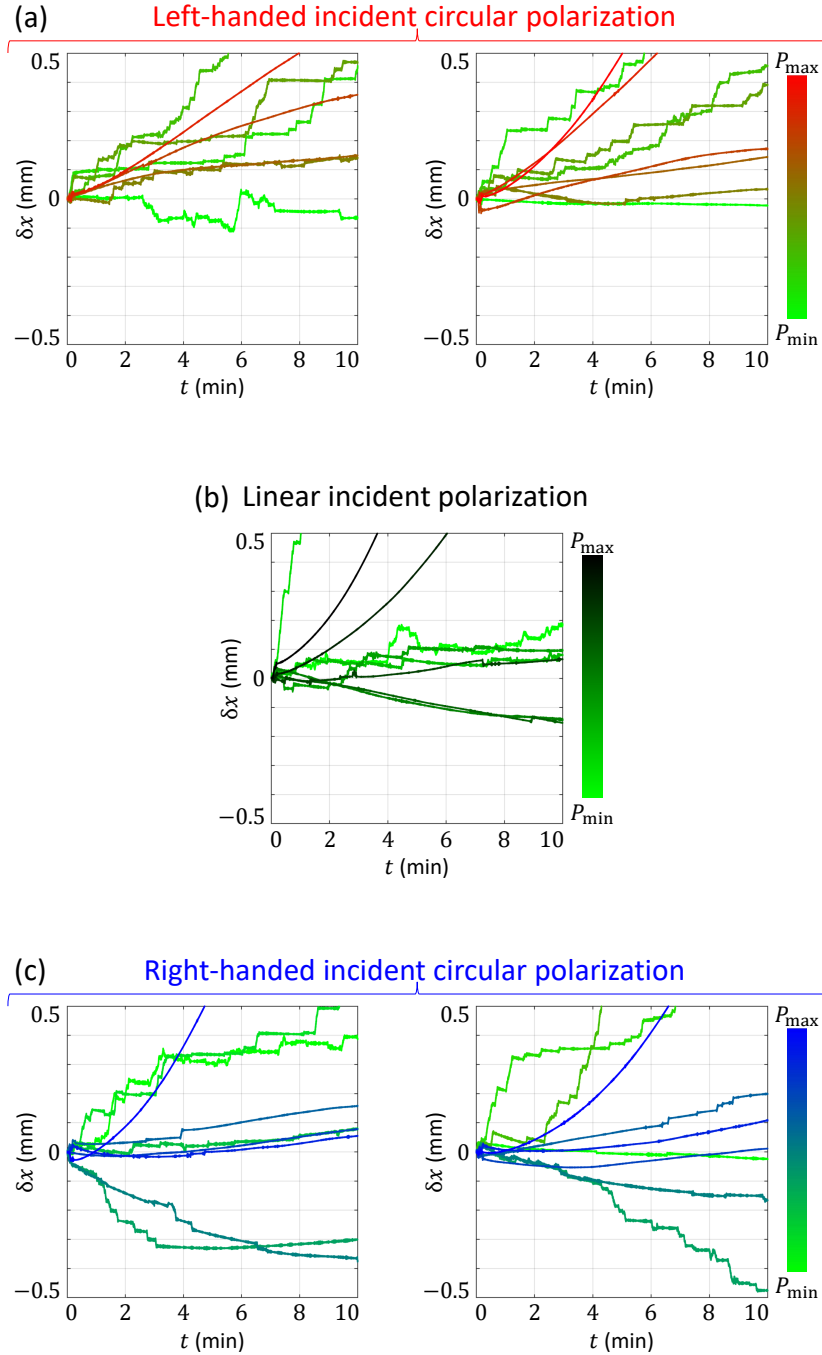 (a) Left-handed incident circular polarization
0.5
0
−0.5
δx (mm)
0 2 4 6 8 10
t (min)
0.5
0
−0.5
δx (mm)
0 2 4 6 8 10
t (min)
Pmax
Pmin
(b) Linear incident polarization
0.5
0
−0.5
δx (mm)
0 2 4 6 8 10
t (min)
Pmax
Pmin
(c) Right-handed incident circular polarization
0.5
0
−0.5
δx (mm)
0 2 4 6 8 10
t (min)
0.5
0
−0.5
δx (mm)
0 2 4 6 8 10
t (min)
Pmax
Pmin